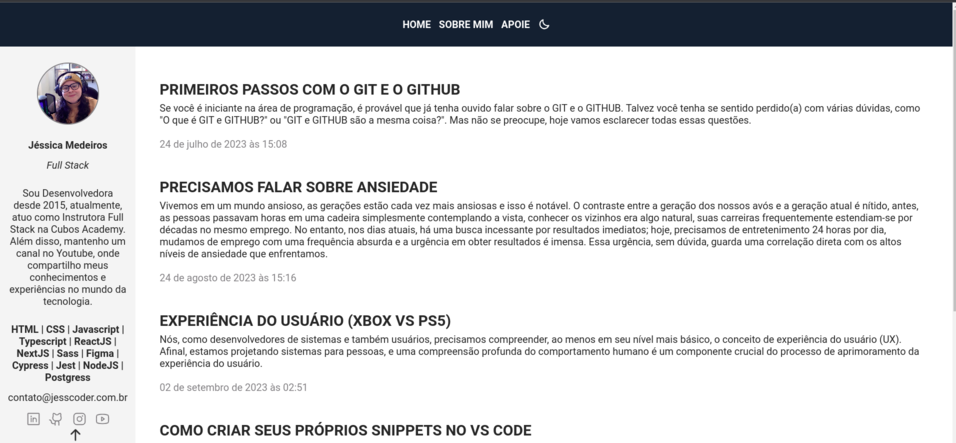 HOME SOBRE MIM APOIE
Jéssica Medeiros
Full Stack
Sou Desenvolvedora
desde 2015, atualmente,
atuo como Instrutora Full
Stack na Cubos Academy.
Além disso, mantenho um
canal no Youtube, onde
compartilho meus
conhecimentos e
experiências no mundo da
tecnologia.
HTML | CSS | Javascript |
Typescript | ReactJS |
NextJS | Sass | Figma |
Cypress | Jest | NodeJS |
Postgress
contato@jesscoder.com.br
PRIMEIROS PASSOS COM O GIT E O GITHUB
Se você é iniciante na área de programação, é provável que já tenha ouvido falar sobre o GIT e o GITHUB. Talvez você tenha se sentido perdido(a) com várias dúvidas, como
"O que é GIT e GITHUB?" ou "GIT e GITHUB são a mesma coisa?". Mas não se preocupe, hoje vamos esclarecer todas essas questões.
24 de julho de 2023 às 15:08
PRECISAMOS FALAR SOBRE ANSIEDADE
Vivemos em um mundo ansioso, as gerações estão cada vez mais ansiosas e isso é notável. O contraste entre a geração dos nossos avós e a geração atual é nítido, antes,
as pessoas passavam horas em uma cadeira simplesmente contemplando a vista, conhecer os vizinhos era algo natural, suas carreiras frequentemente estendiam-se por
décadas no mesmo emprego. No entanto, nos dias atuais, há uma busca incessante por resultados imediatos; hoje, precisamos de entretenimento 24 horas por dia,
mudamos de emprego com uma frequência absurda e a urgência em obter resultados é imensa. Essa urgência, sem dúvida, guarda uma correlação direta com os altos
níveis de ansiedade que enfrentamos.
24 de agosto de 2023 às 15:16
EXPERIÊNCIA DO USUÁRIO (XBOX VS PS5)
Nós, como desenvolvedores de sistemas e também usuários, precisamos compreender, ao menos em seu nível mais básico, o conceito de experiência do usuário (UX).
Afinal, estamos projetando sistemas para pessoas, e uma compreensão profunda do comportamento humano é um componente crucial do processo de aprimoramento da
experiência do usuário.
02 de setembro de 2023 às 02:51
COMO CRIAR SEUS PRÓPRIOS SNIPPETS NO VS CODE